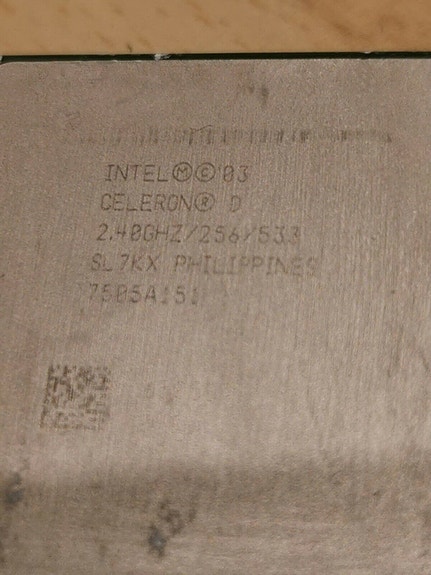 INTEL Ⓜ © '03
CELERON® D
2.40GHZ/256/533
SL7KX PHILIPPINES
7505A151